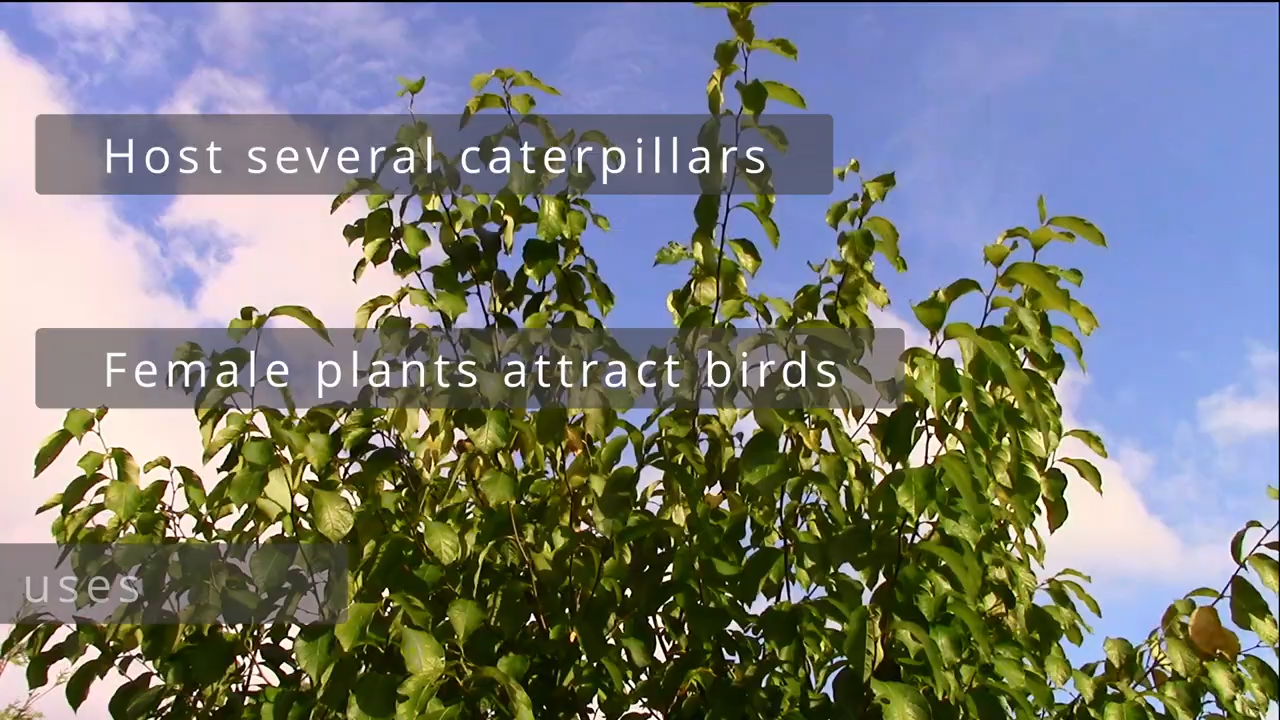 Host several caterpillars
Female plants attract birds
uses